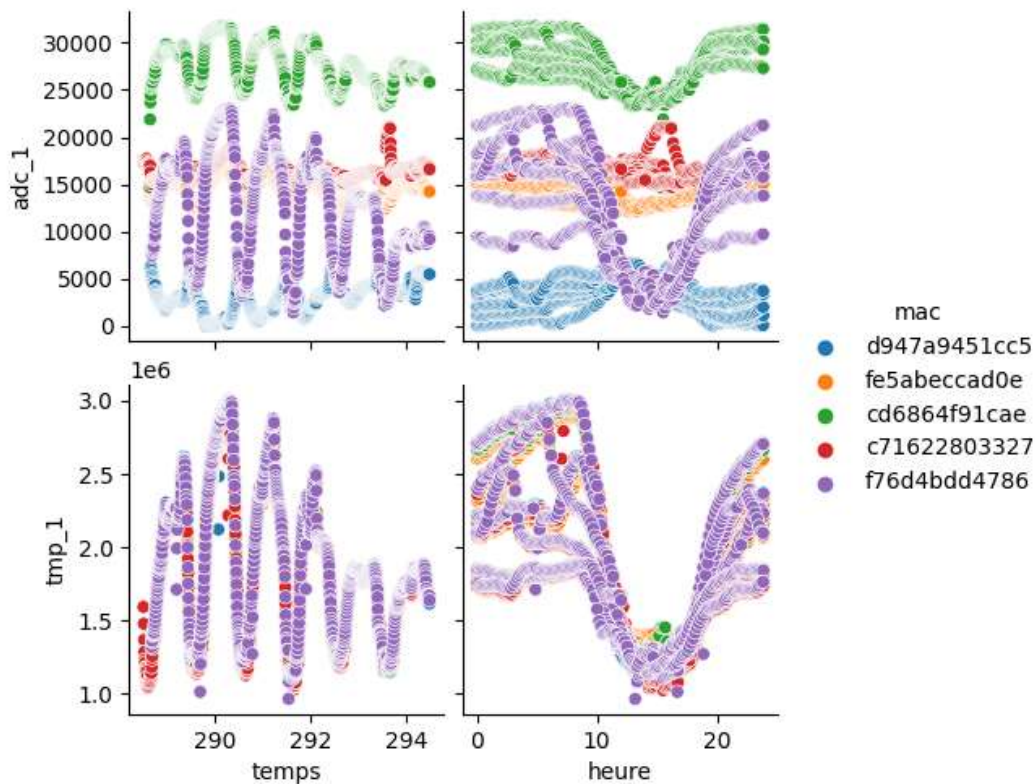 30000
25000
20000
15000
10000
5000
0
adc_1
mac
d947a9451cc5
fe5abeccad0e
cd6864f91cae
c71622803327
f76d4bdd4786
1e6
3.0
2.5
2.0
1.5
1.0
tmp_1
290 292 294
temps
0 10 20
heure